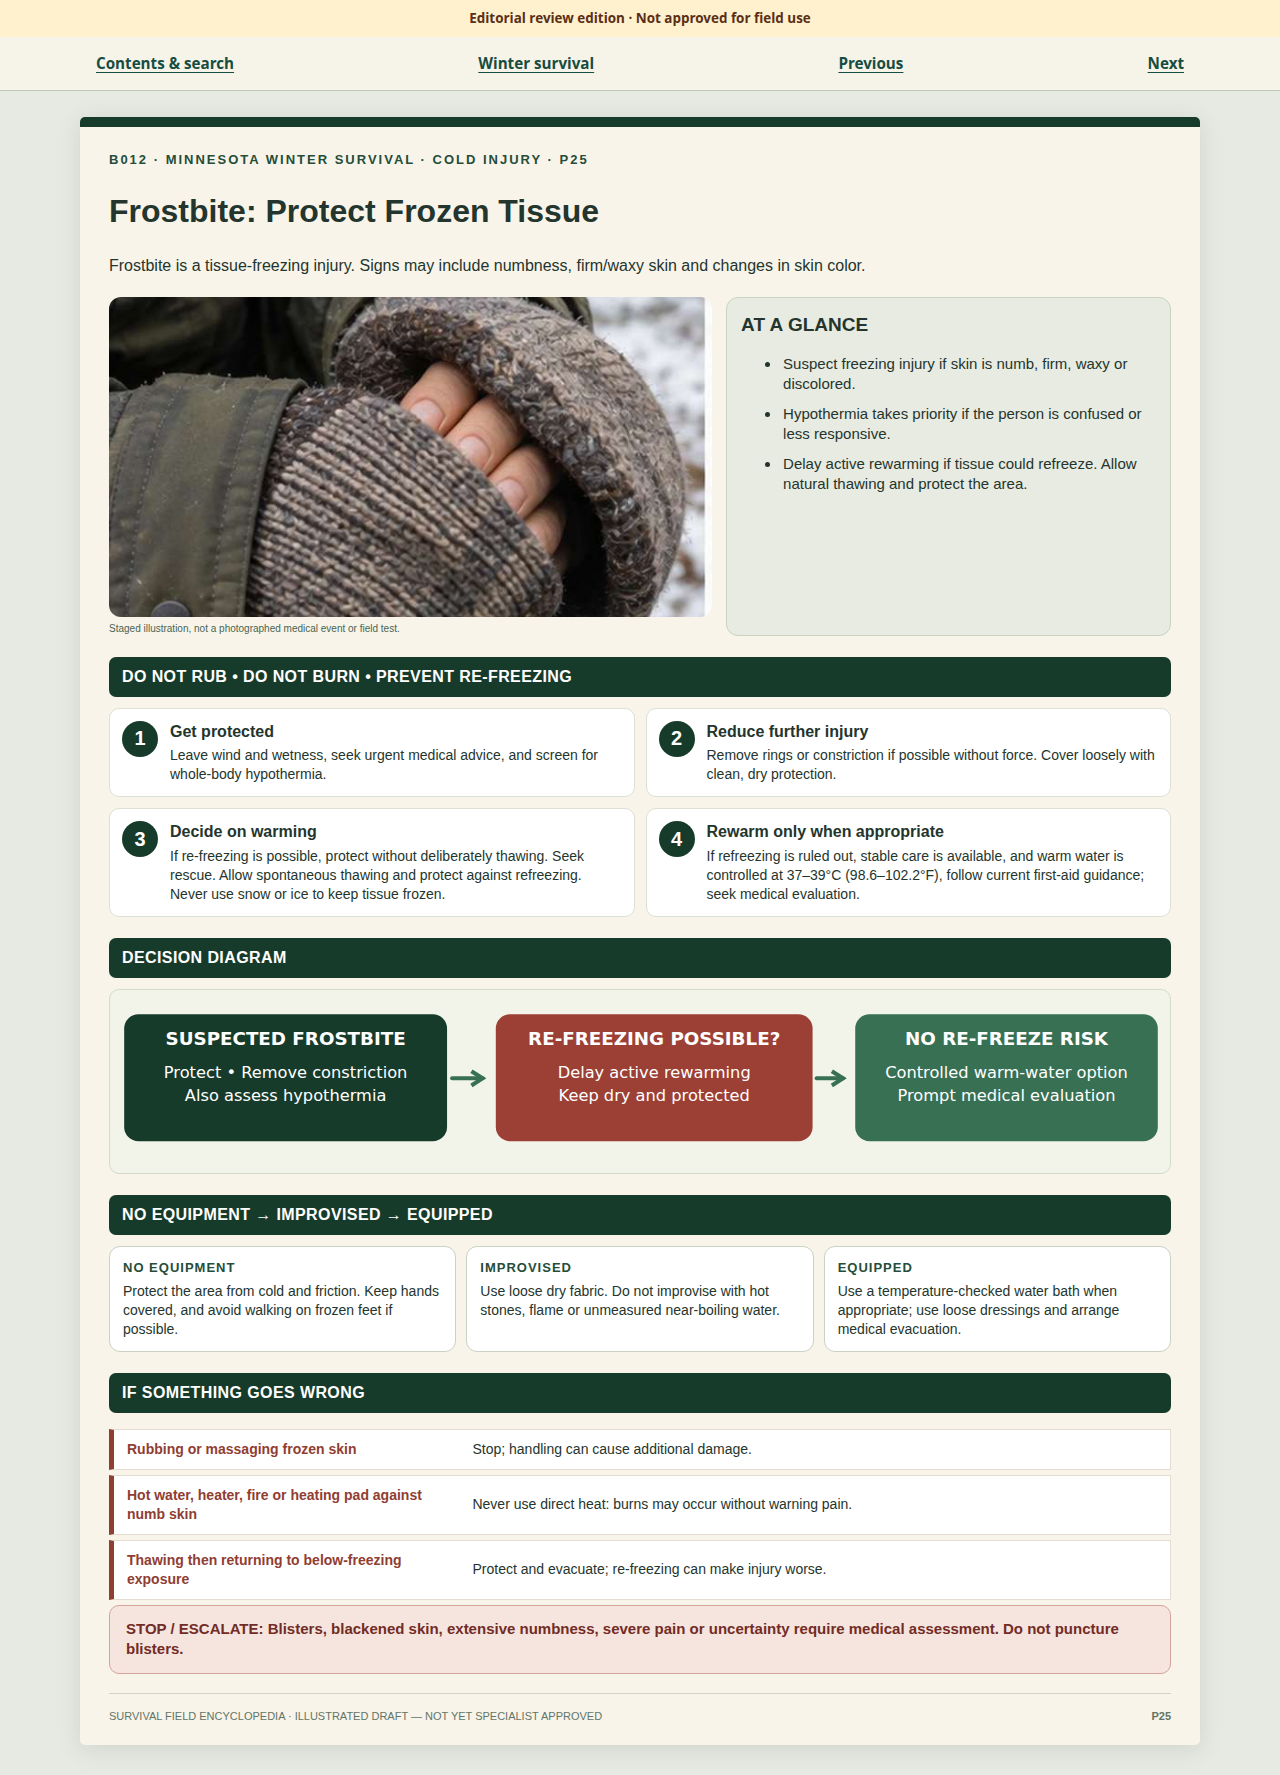 Editorial review edition · Not approved for field use
Contents & search
Winter survival
Previous
Next
B012 · MINNESOTA WINTER SURVIVAL · COLD INJURY · P25
Frostbite: Protect Frozen Tissue
Frostbite is a tissue-freezing injury. Signs may include numbness, firm/waxy skin and changes in skin color.
Staged illustration, not a photographed medical event or field test.
AT A GLANCE
• Suspect freezing injury if skin is numb, firm, waxy or
discolored.
• Hypothermia takes priority if the person is confused or
less responsive.
• Delay active rewarming if tissue could refreeze. Allow
natural thawing and protect the area.
DO NOT RUB • DO NOT BURN • PREVENT RE-FREEZING
1
Get protected
Leave wind and wetness, seek urgent medical advice, and screen for
whole-body hypothermia.
2
Reduce further injury
Remove rings or constriction if possible without force. Cover loosely with
clean, dry protection.
3
Decide on warming
If re-freezing is possible, protect without deliberately thawing. Seek
rescue. Allow spontaneous thawing and protect against refreezing.
Never use snow or ice to keep tissue frozen.
4
Rewarm only when appropriate
If refreezing is ruled out, stable care is available, and warm water is
controlled at 37–39°C (98.6–102.2°F), follow current first-aid guidance;
seek medical evaluation.
DECISION DIAGRAM
SUSPECTED FROSTBITE
Protect • Remove constriction
Also assess hypothermia
RE-FREEZING POSSIBLE?
Delay active rewarming
Keep dry and protected
NO RE-FREEZE RISK
Controlled warm-water option
Prompt medical evaluation
NO EQUIPMENT → IMPROVISED → EQUIPPED
NO EQUIPMENT
Protect the area from cold and friction. Keep hands
covered, and avoid walking on frozen feet if
possible.
IMPROVISED
Use loose dry fabric. Do not improvise with hot
stones, flame or unmeasured near-boiling water.
EQUIPPED
Use a temperature-checked water bath when
appropriate; use loose dressings and arrange
medical evacuation.
IF SOMETHING GOES WRONG
Rubbing or massaging frozen skin
Stop; handling can cause additional damage.
Hot water, heater, fire or heating pad against
numb skin
Never use direct heat: burns may occur without warning pain.
Thawing then returning to below-freezing
exposure
Protect and evacuate; re-freezing can make injury worse.
STOP / ESCALATE: Blisters, blackened skin, extensive numbness, severe pain or uncertainty require medical assessment. Do not puncture
blisters.
SURVIVAL FIELD ENCYCLOPEDIA · ILLUSTRATED DRAFT — NOT YET SPECIALIST APPROVED
P25